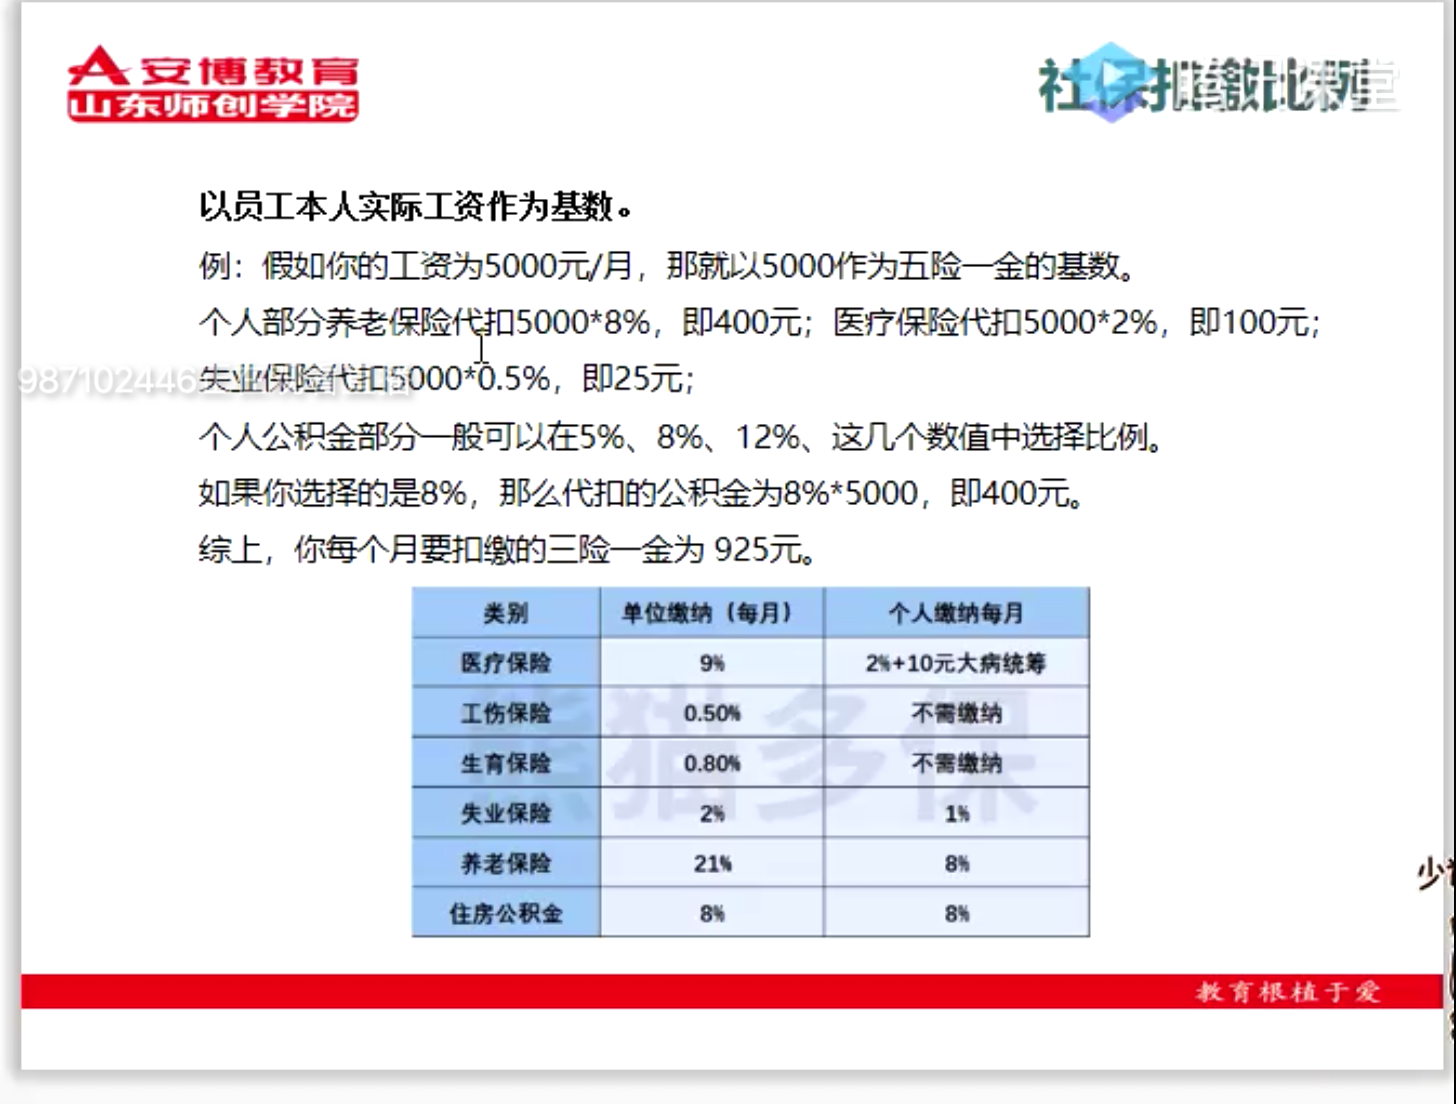 安博教育
山东师创学院
社保扣缴比例
腾讯课堂
以员工本人实际工资作为基数。
例：假如你的工资为5000元/月，那就以5000作为五险一金的基数。
个人部分养老保险代扣5000*8%，即400元；医疗保险代扣5000*2%，即100元；
987102446
失业保险代扣5000*0.5%，即25元；
个人公积金部分一般可以在5%、8%、12%、这几个数值中选择比例。
如果你选择的是8%，那么代扣的公积金为8%*5000，即400元。
综上，你每个月要扣缴的三险一金为 925元。
类别 单位缴纳（每月） 个人缴纳每月
医疗保险 9% 2%+10元大病统筹
工伤保险 0.50% 不需缴纳
生育保险 0.80% 不需缴纳
失业保险 2% 1%
养老保险 21% 8%
住房公积金 8% 8%
熊猫多保
少
教育根植于爱